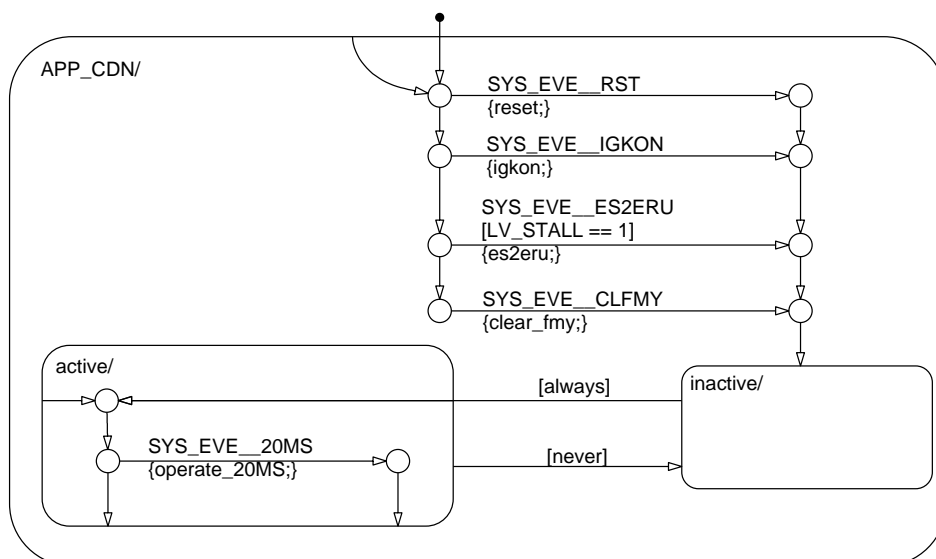 APP_CDN/
SYS_EVE__RST
{reset;}
SYS_EVE__IGKON
{igkon;}
SYS_EVE__ES2ERU
[LV_STALL == 1]
{es2eru;}
SYS_EVE__CLFMY
{clear_fmy;}
active/
[always]
inactive/
SYS_EVE__20MS
{operate_20MS;}
[never]